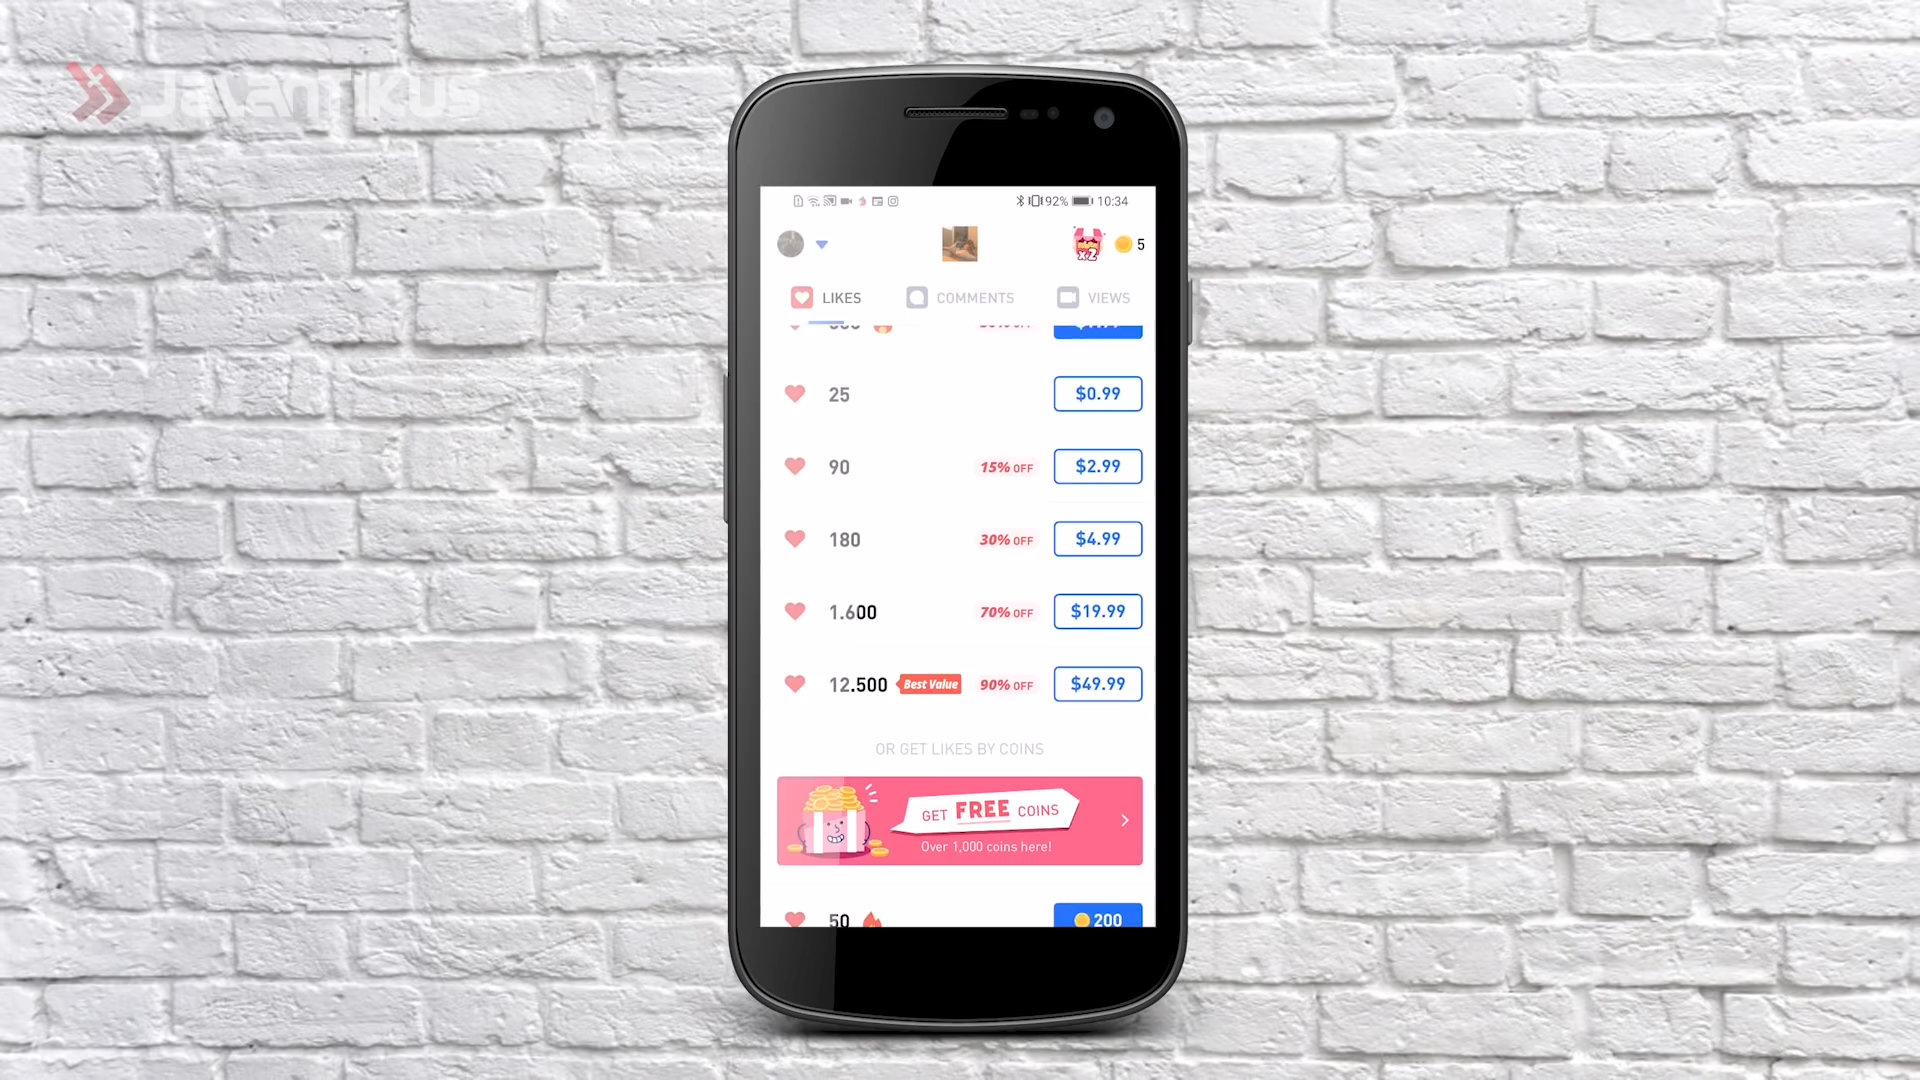 JalanTikus
92% 10:34
x2 5
LIKES COMMENTS VIEWS
25 $0.99
90 15% OFF $2.99
180 30% OFF $4.99
1.600 70% OFF $19.99
12.500 Best Value 90% OFF $49.99
OR GET LIKES BY COINS
GET FREE COINS
Over 1,000 coins here!
50 200